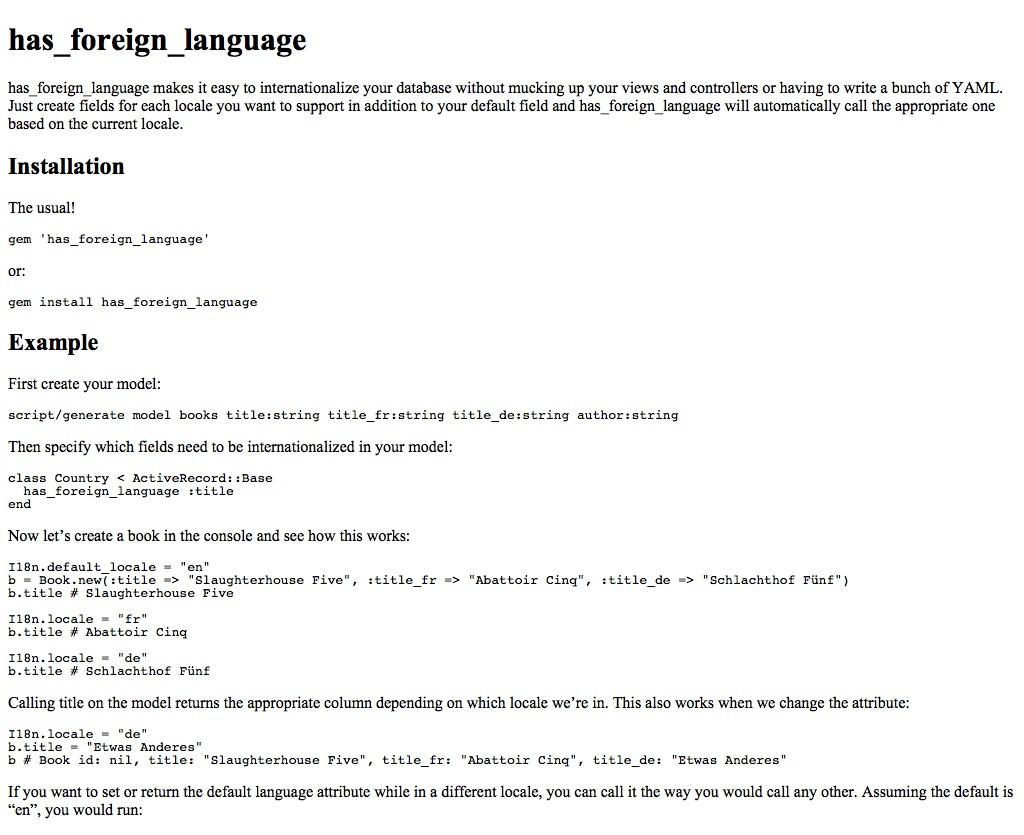 has_foreign_language
has_foreign_language makes it easy to internationalize your database without mucking up your views and controllers or having to write a bunch of YAML.
Just create fields for each locale you want to support in addition to your default field and has_foreign_language will automatically call the appropriate one
based on the current locale.
Installation
The usual!
gem 'has_foreign_language'
or:
gem install has_foreign_language
Example
First create your model:
script/generate model books title:string title_fr:string title_de:string author:string
Then specify which fields need to be internationalized in your model:
class Country < ActiveRecord::Base
  has_foreign_language :title
end
Now let’s create a book in the console and see how this works:
I18n.default_locale = "en"
b = Book.new(:title => "Slaughterhouse Five", :title_fr => "Abattoir Cinq", :title_de => "Schlachthof Fünf")
b.title # Slaughterhouse Five
I18n.locale = "fr"
b.title # Abattoir Cinq
I18n.locale = "de"
b.title # Schlachthof Fünf
Calling title on the model returns the appropriate column depending on which locale we’re in. This also works when we change the attribute:
I18n.locale = "de"
b.title = "Etwas Anderes"
b # Book id: nil, title: "Slaughterhouse Five", title_fr: "Abattoir Cinq", title_de: "Etwas Anderes"
If you want to set or return the default language attribute while in a different locale, you can call it the way you would call any other. Assuming the default is
“en”, you would run: